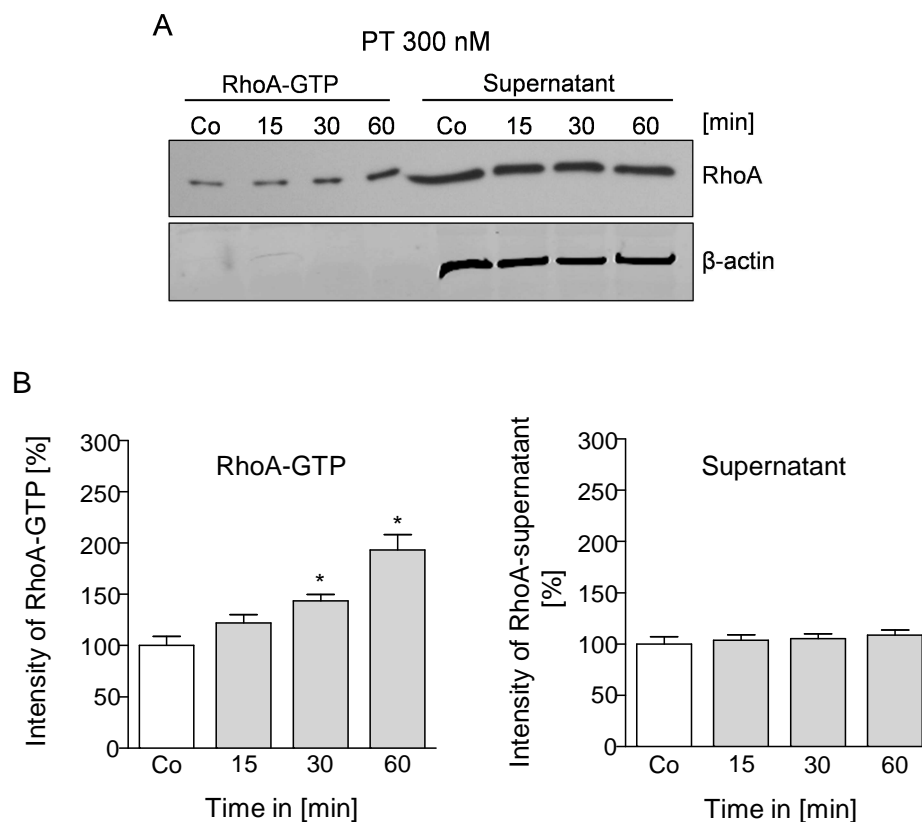 A
PT 300 nM
RhoA-GTP Supernatant
Co 15 30 60 Co 15 30 60 [min]
RhoA
β-actin
B
Intensity of RhoA-GTP [%]
300
250
200
150
100
50
0
RhoA-GTP
*
*
Co 15 30 60
Time in [min]
Intensity of RhoA-supernatant
[%]
300
250
200
150
100
50
0
Supernatant
Co 15 30 60
Time in [min]